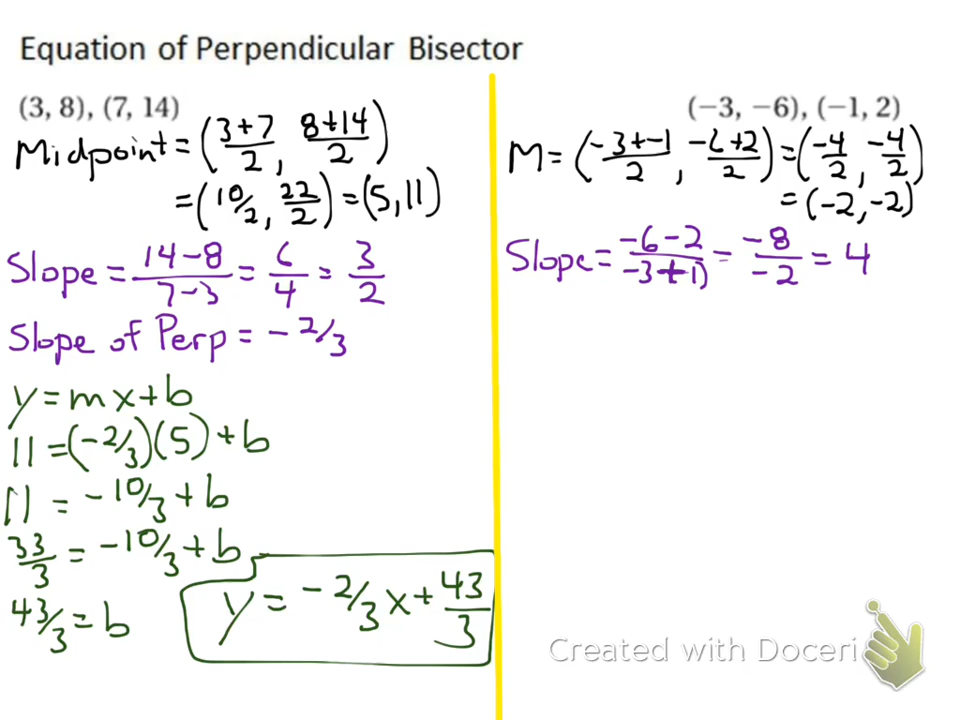 Equation of Perpendicular Bisector
(3, 8), (7, 14)
Midpoint = (3+7/2, 8+14/2)
= (10/2, 22/2) = (5, 11)
Slope = 14-8/7-3 = 6/4 = 3/2
Slope of Perp = -2/3
y = mx+b
11 = (-2/3)(5) + b
11 = -10/3 + b
33/3 = -10/3 + b
43/3 = b
y = -2/3 x + 43/3
(−3, −6), (−1, 2)
M = (-3+-1/2, -6+2/2) = (-4/2, -4/2)
= (-2, -2)
Slope = -6-2/-3+1) = -8/-2 = 4
Created with Doceri